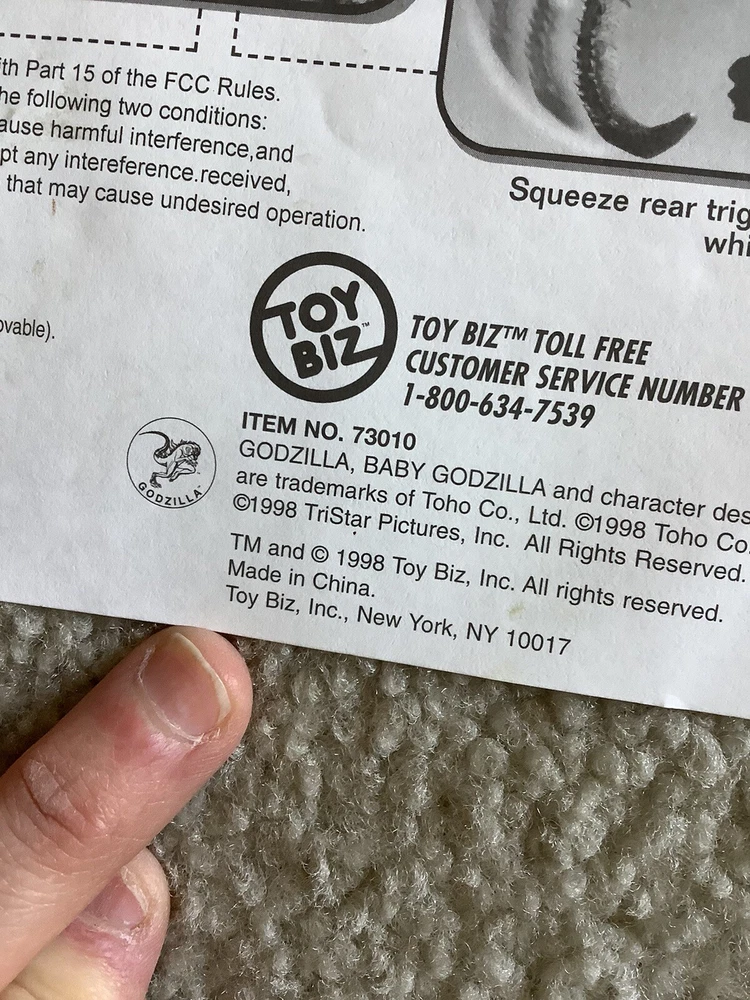 ith Part 15 of the FCC Rules.
he following two conditions:
ause harmful interference,and
pt any intereference.received,
that may cause undesired operation.
Squeeze rear trig
whi
ovable).
TOY
BIZ™
TOY BIZ™ TOLL FREE
CUSTOMER SERVICE NUMBER
1-800-634-7539
ITEM NO. 73010
GODZILLA™
GODZILLA, BABY GODZILLA and character des
are trademarks of Toho Co., Ltd. ©1998 Toho Co.
©1998 TriStar Pictures, Inc. All Rights Reserved.
TM and © 1998 Toy Biz, Inc. All rights reserved.
Made in China.
Toy Biz, Inc., New York, NY 10017